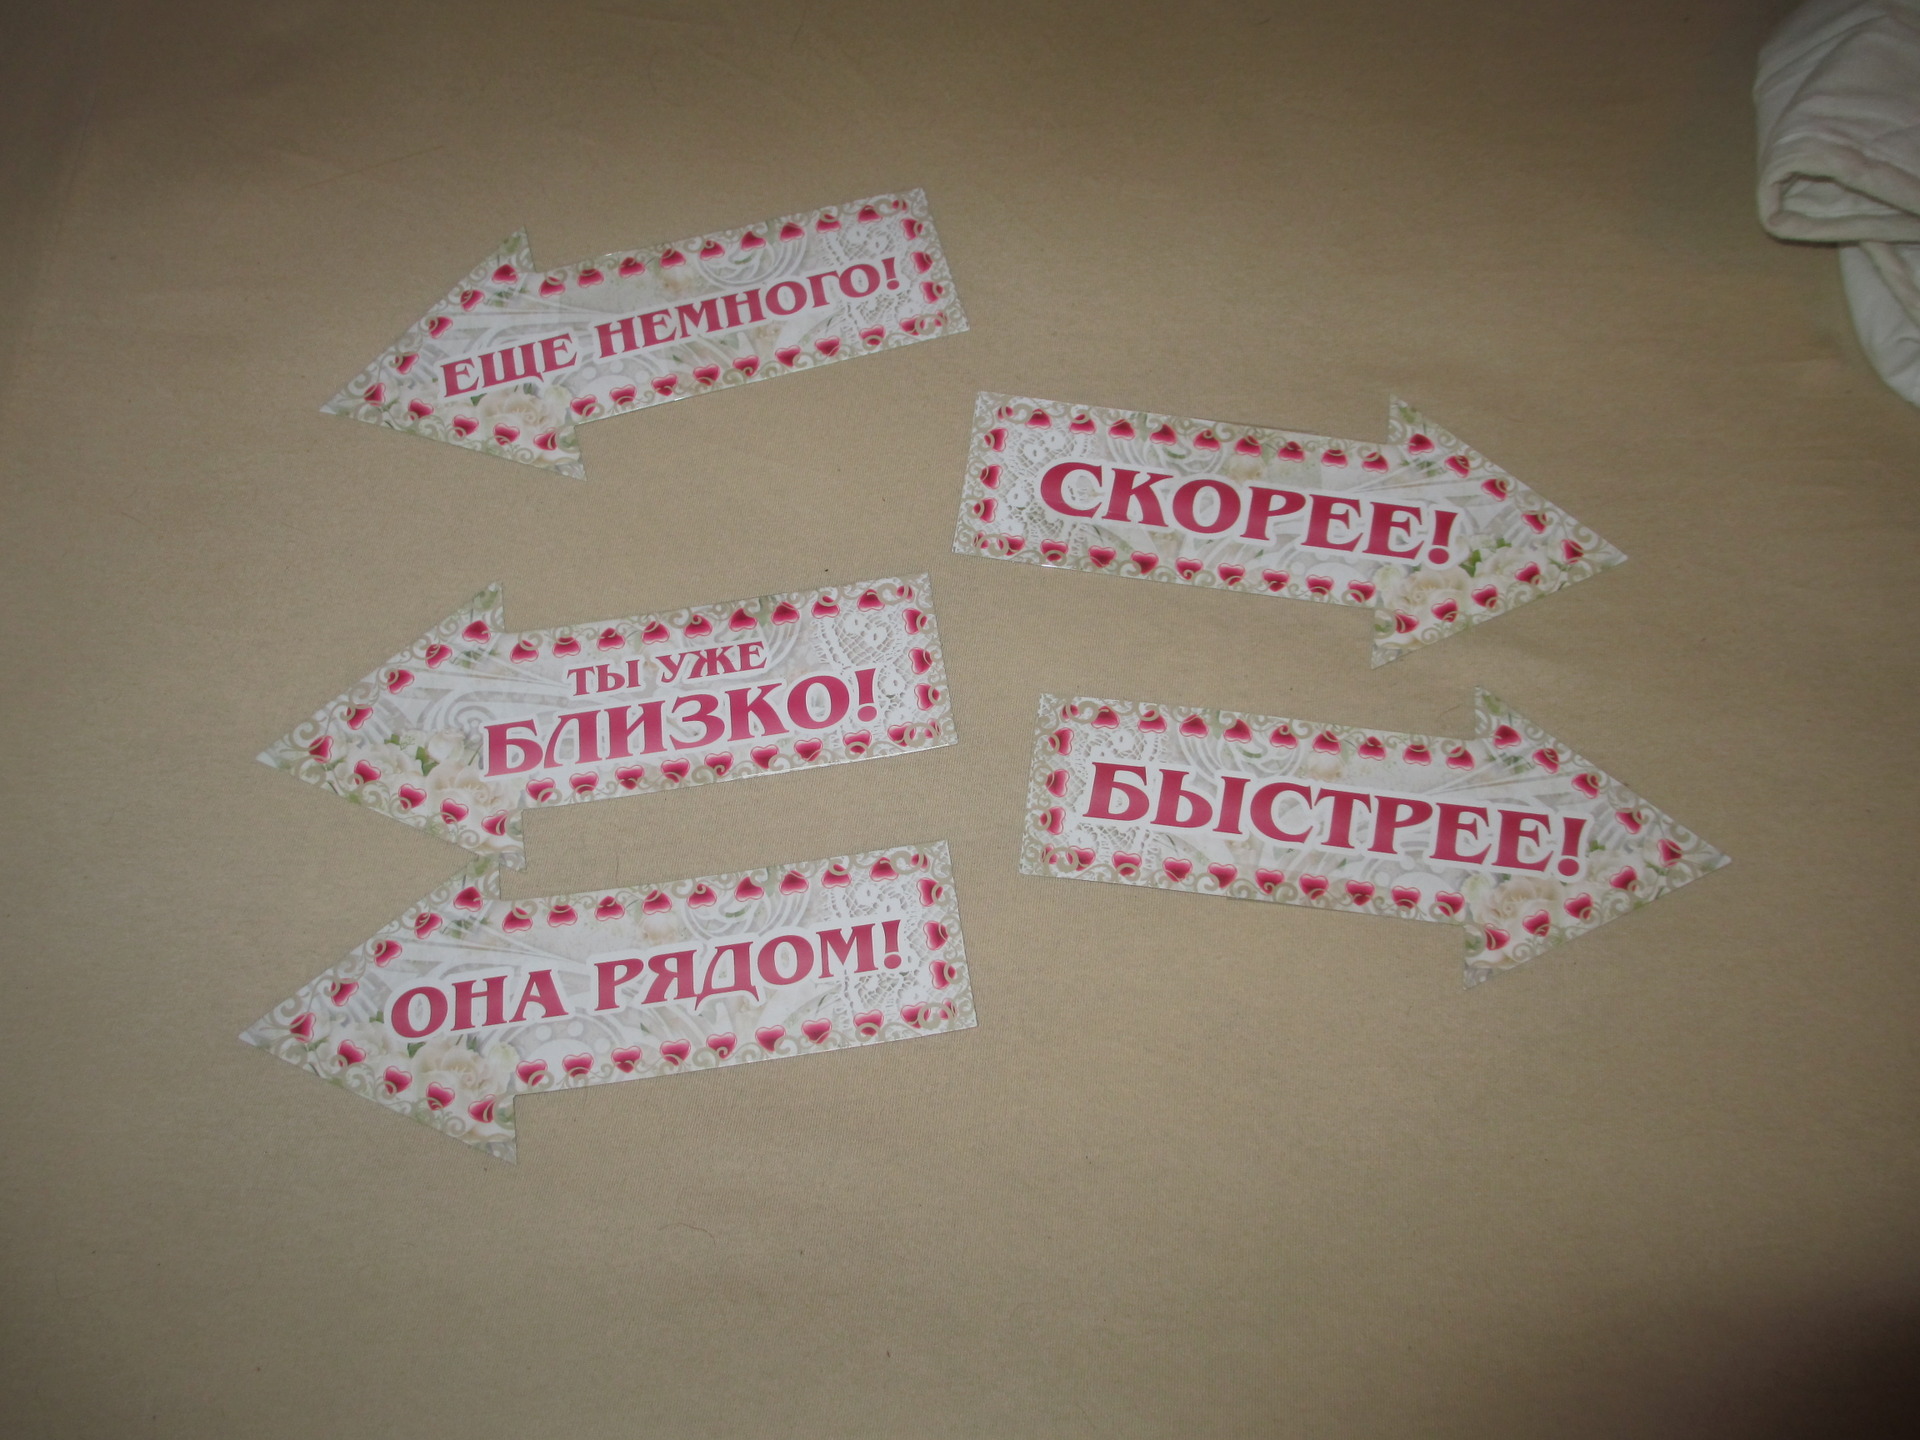 ЕЩЕ НЕМНОГО!
СКОРЕЕ!
ТЫ УЖЕ
БЛИЗКО!
БЫСТРЕЕ!
ОНА РЯДОМ!